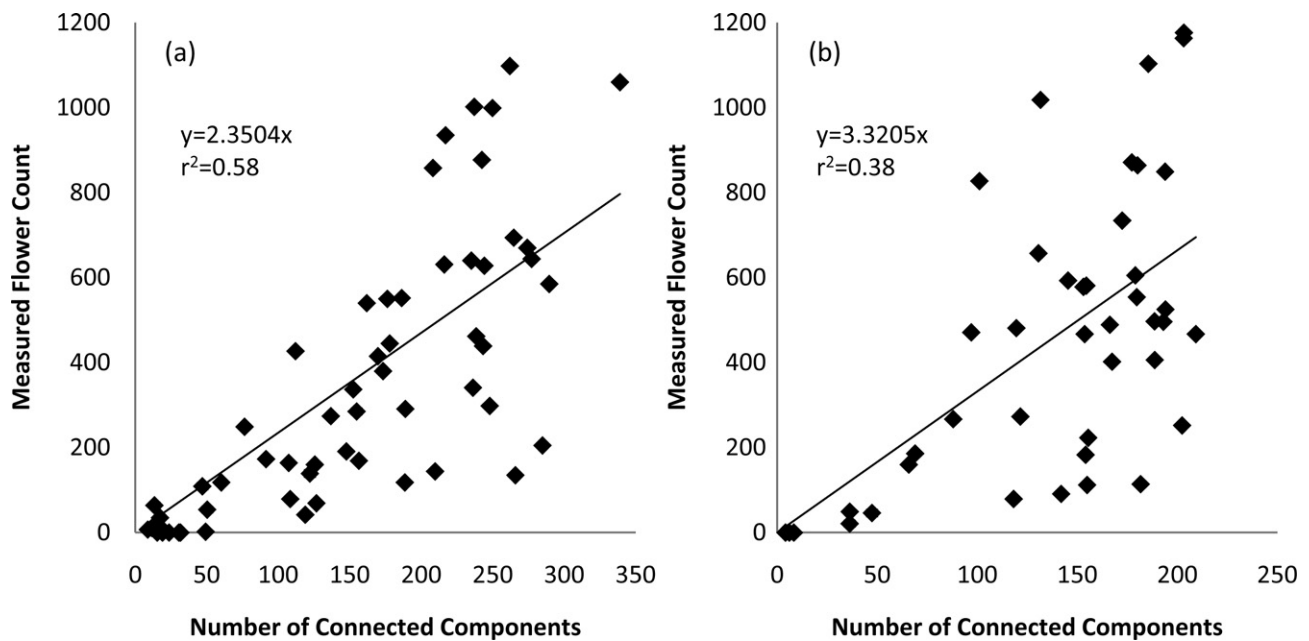 (a)
y=2.3504x
r²=0.58
1200
1000
800
600
400
200
0
Measured Flower Count
0 50 100 150 200 250 300 350
Number of Connected Components
(b)
y=3.3205x
r²=0.38
1200
1000
800
600
400
200
0
Measured Flower Count
0 50 100 150 200 250
Number of Connected Components